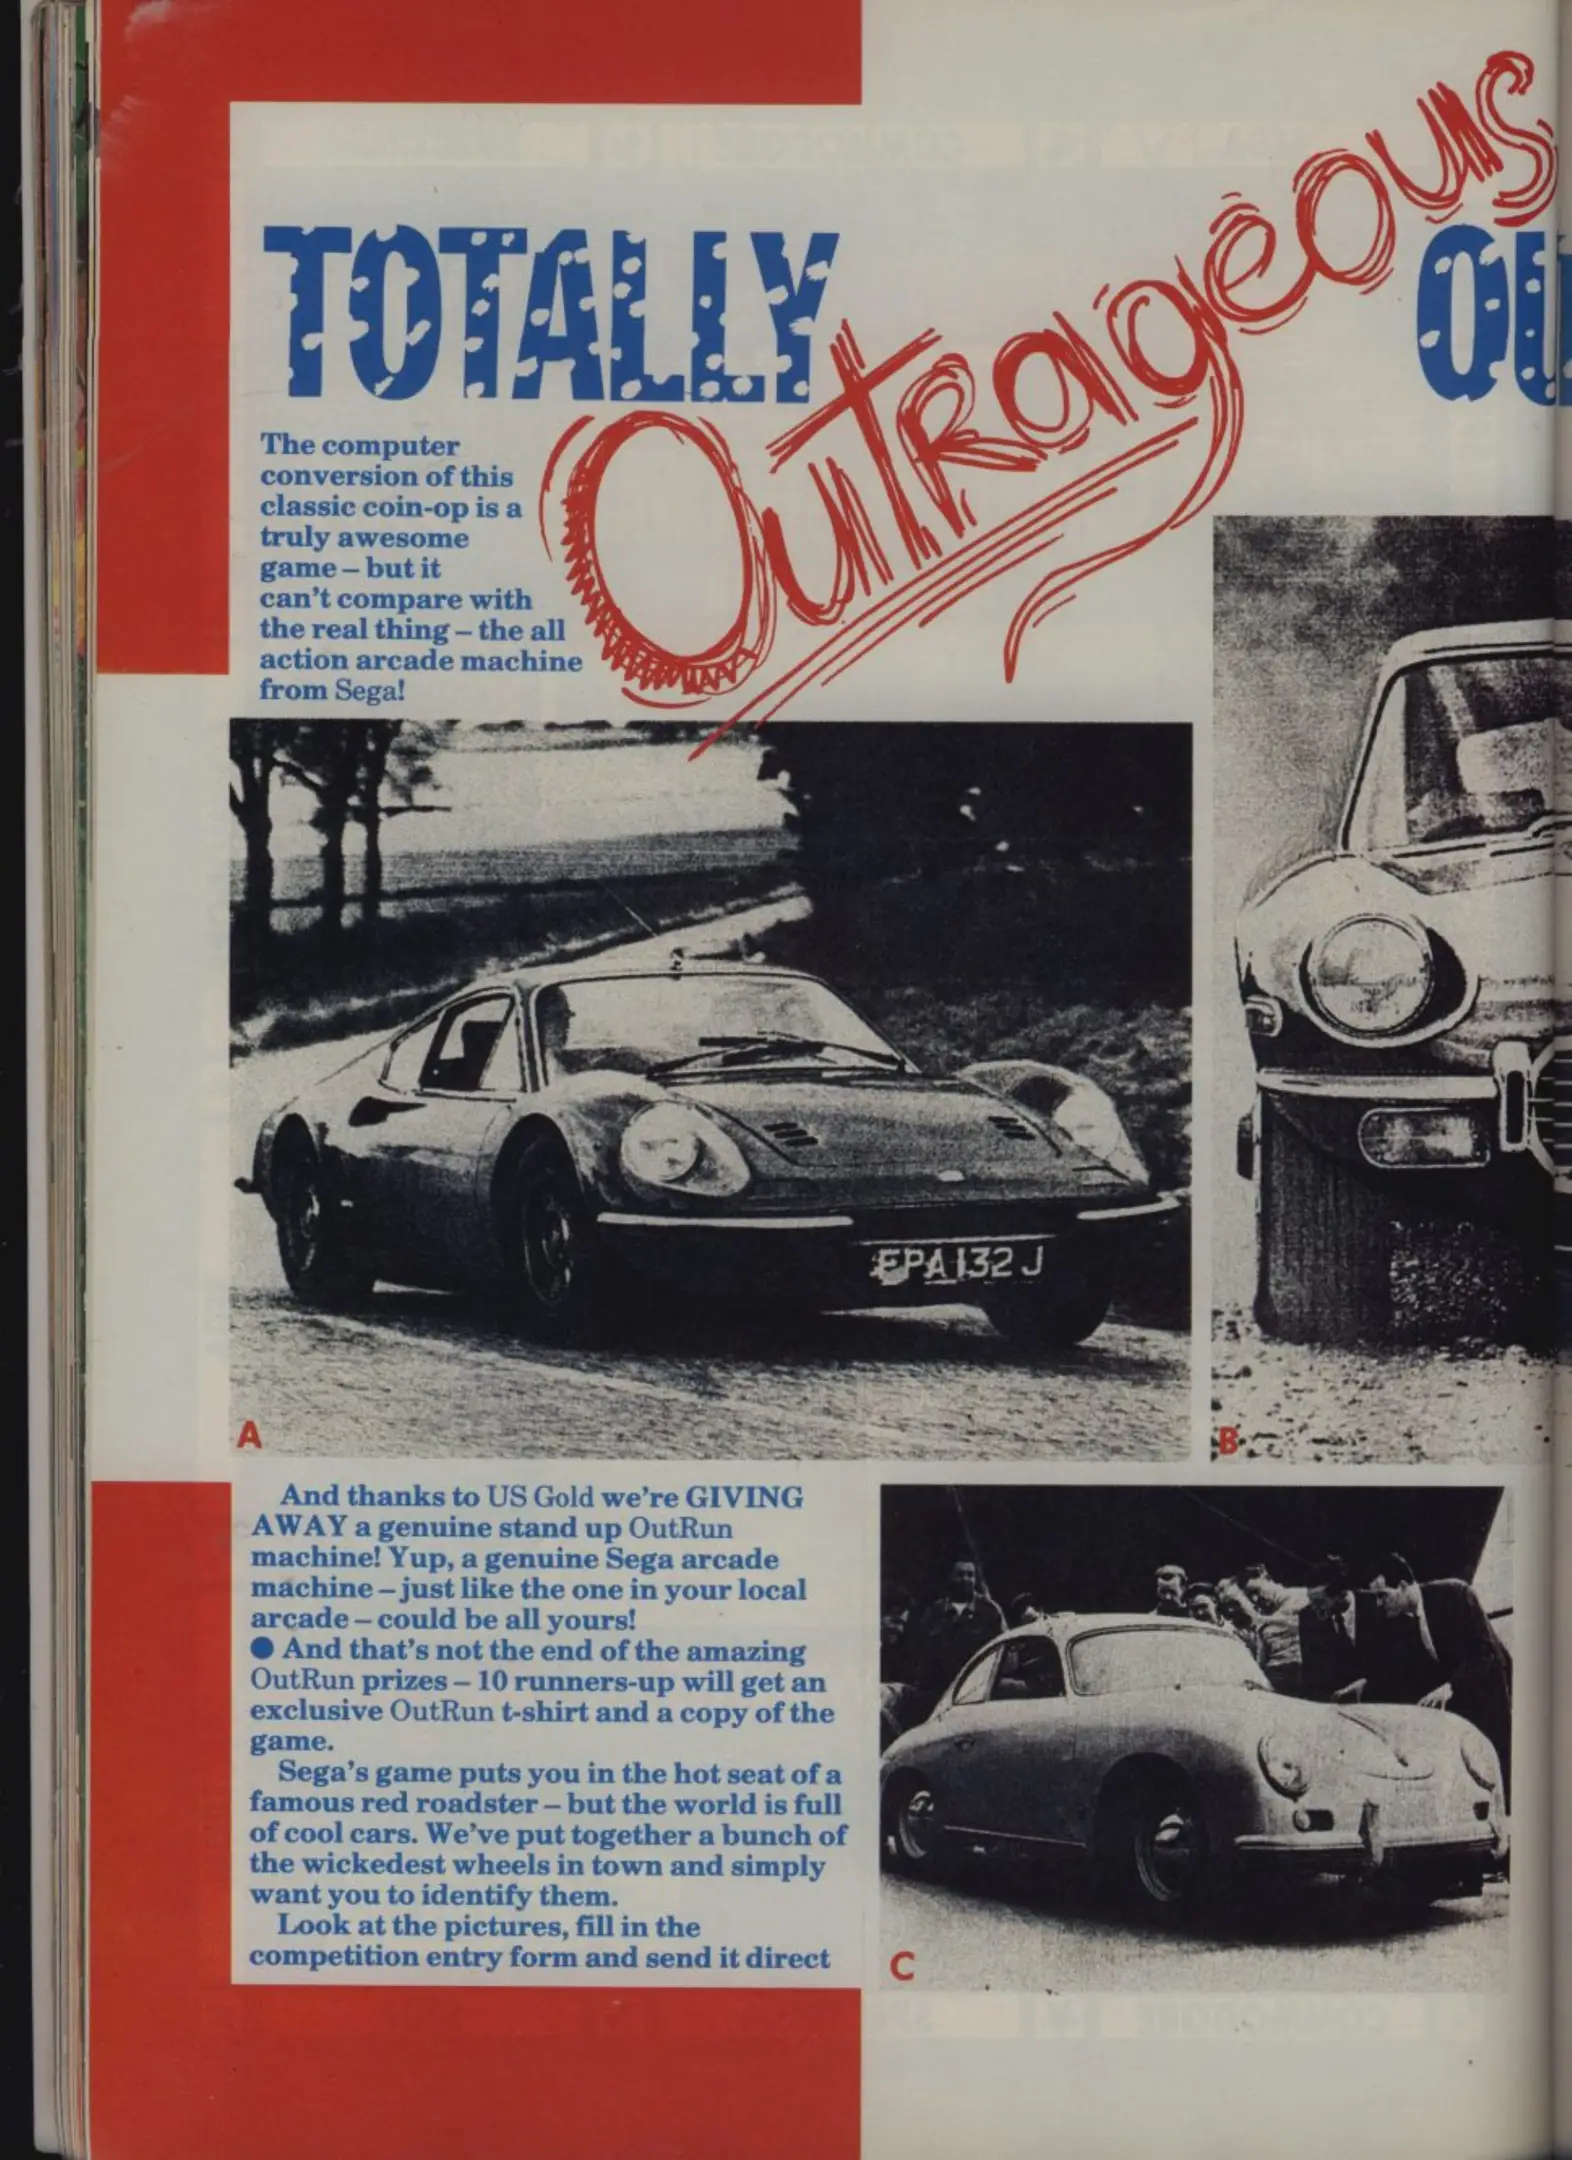 TOTALLY
Outrageous
OU
The computer
conversion of this
classic coin-op is a
truly awesome
game – but it
can't compare with
the real thing – the all
action arcade machine
from Sega!
EPA 132 J
A
B
And thanks to US Gold we're GIVING
AWAY a genuine stand up OutRun
machine! Yup, a genuine Sega arcade
machine – just like the one in your local
arcade – could be all yours!
● And that's not the end of the amazing
OutRun prizes – 10 runners-up will get an
exclusive OutRun t-shirt and a copy of the
game.
Sega's game puts you in the hot seat of a
famous red roadster – but the world is full
of cool cars. We've put together a bunch of
the wickedest wheels in town and simply
want you to identify them.
Look at the pictures, fill in the
competition entry form and send it direct
C